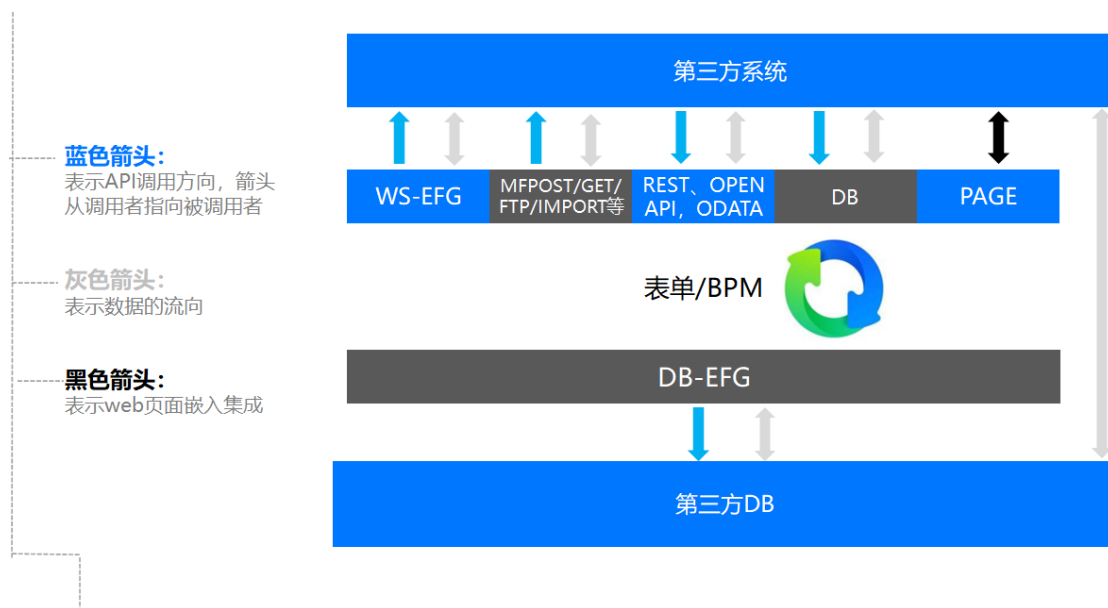 第三方系统
蓝色箭头：
表示API调用方向，箭头
从调用者指向被调用者
WS-EFG
MFPOST/GET/
FTP/IMPORT等
REST、OPEN
API，ODATA
DB
PAGE
灰色箭头：
表示数据的流向
表单/BPM
黑色箭头：
表示web页面嵌入集成
DB-EFG
第三方DB